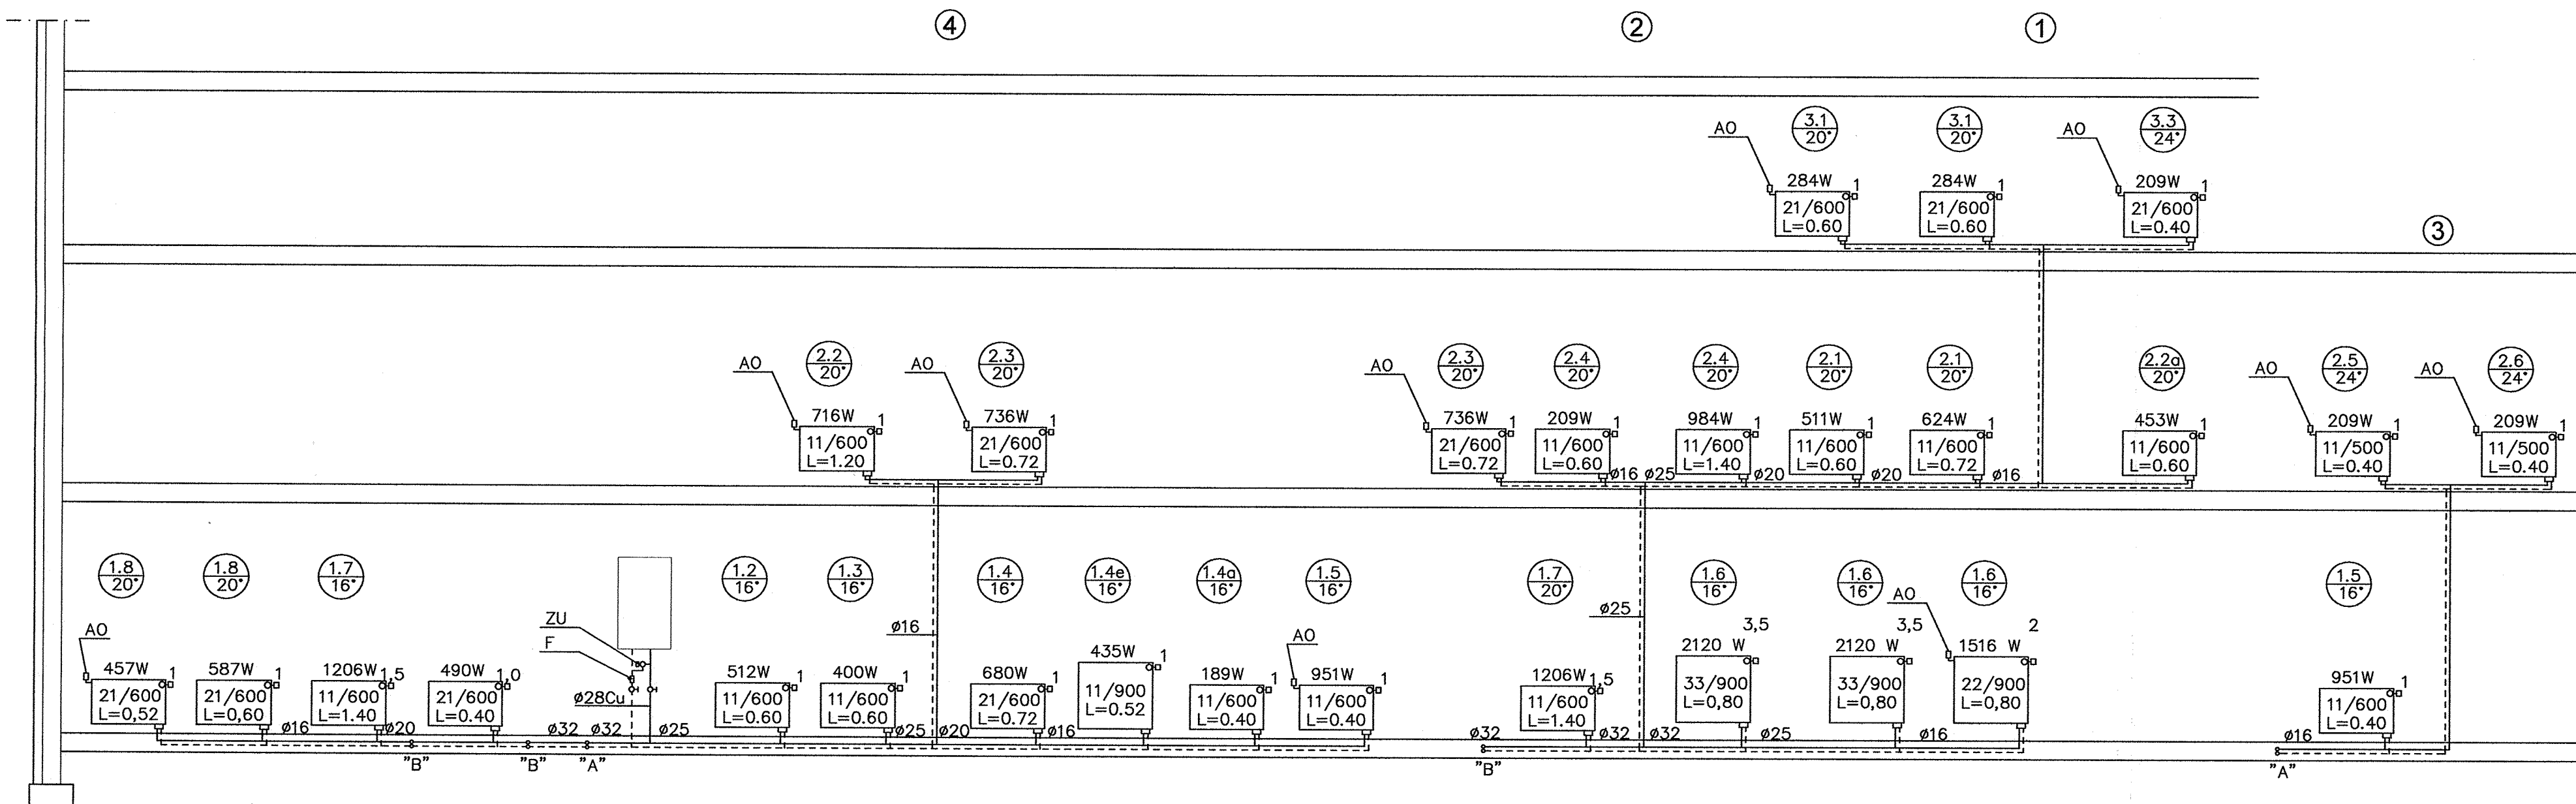 4
2
1
3.1
20°
3.1
20°
3.3
24°
AO
AO
284W
1
284W
1
209W
1
21/600
L=0.60
21/600
L=0.60
21/600
L=0.40
3
2.2
20°
2.3
20°
2.3
20°
2.4
20°
2.4
20°
2.1
20°
2.1
20°
2.2a
20°
2.5
24°
2.6
24°
AO
AO
AO
AO
AO
716W
1
736W
1
736W
1
209W
1
984W
1
511W
1
624W
1
453W
1
209W
1
209W
1
11/600
L=1.20
21/600
L=0.72
21/600
L=0.72
11/600
L=0.60
11/600
L=1.40
11/600
L=0.60
11/600
L=0.72
11/600
L=0.60
11/500
L=0.40
11/500
L=0.40
ø16
ø25
ø20
ø20
ø16
1.8
20°
1.8
20°
1.7
16°
1.2
16°
1.3
16°
1.4
16°
1.4e
16°
1.4a
16°
1.5
16°
1.7
20°
1.6
16°
1.6
16°
1.6
16°
1.5
16°
AO
ZU
F
ø28Cu
ø16
AO
ø25
AO
457W
1
587W
1
1206W
1,5
490W
1,0
512W
1
400W
1
680W
1
435W
1
189W
1
951W
1
1206W
1,5
2120 W
3,5
2120 W
3,5
1516 W
2
951W
1
21/600
L=0,52
21/600
L=0,60
11/600
L=1.40
21/600
L=0.40
11/600
L=0.60
11/600
L=0.60
21/600
L=0.72
11/900
L=0.52
11/600
L=0.40
11/600
L=0.40
11/600
L=1.40
33/900
L=0,80
33/900
L=0,80
22/900
L=0,80
11/600
L=0.40
ø16
ø20
ø32
ø32
ø25
ø25
ø20
ø16
ø32
ø32
ø32
ø25
ø16
ø16
"B"
"B"
"A"
"B"
"A"